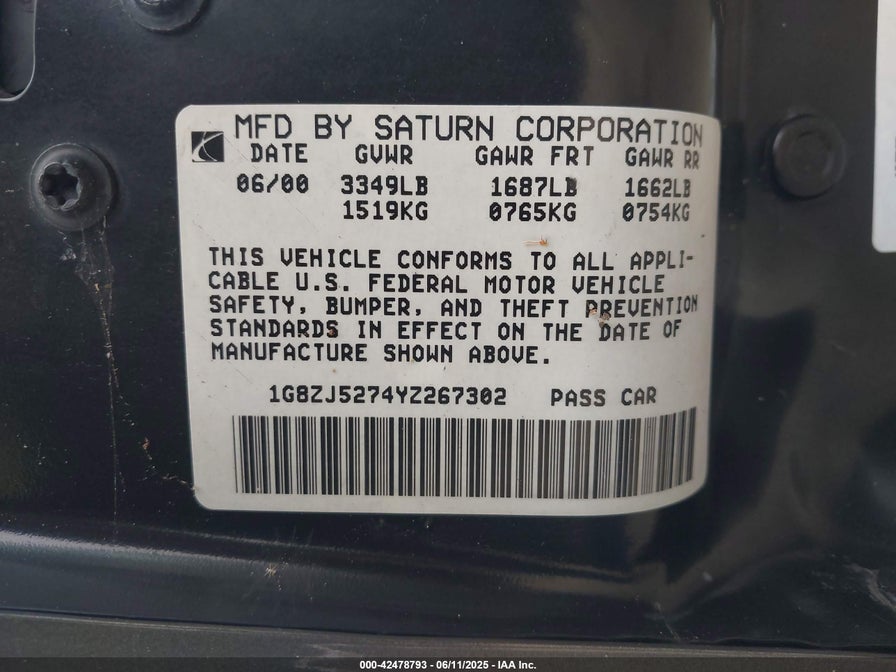 MFD BY SATURN CORPORATION
DATE GVWR GAWR FRT GAWR RR
06/00 3349LB 1687LB 1662LB
1519KG 0765KG 0754KG
THIS VEHICLE CONFORMS TO ALL APPLI-
CABLE U.S. FEDERAL MOTOR VEHICLE
SAFETY, BUMPER, AND THEFT PREVENTION
STANDARDS IN EFFECT ON THE DATE OF
MANUFACTURE SHOWN ABOVE.
1G8ZJ5274YZ267302 PASS CAR
000-42478793 - 06/11/2025 - IAA Inc.